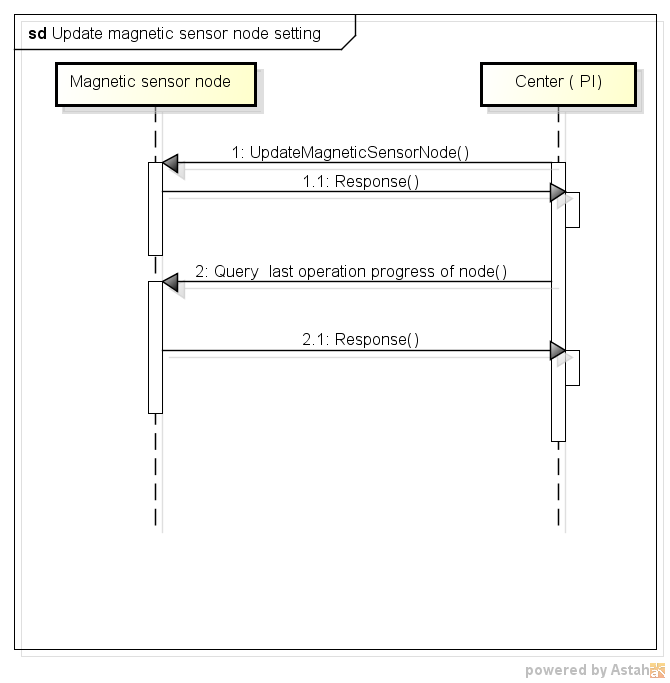 sd Update magnetic sensor node setting
Magnetic sensor node
Center ( PI)
1: UpdateMagneticSensorNode()
1.1: Response()
2: Query  last operation progress of node()
2.1: Response()
powered by Astah